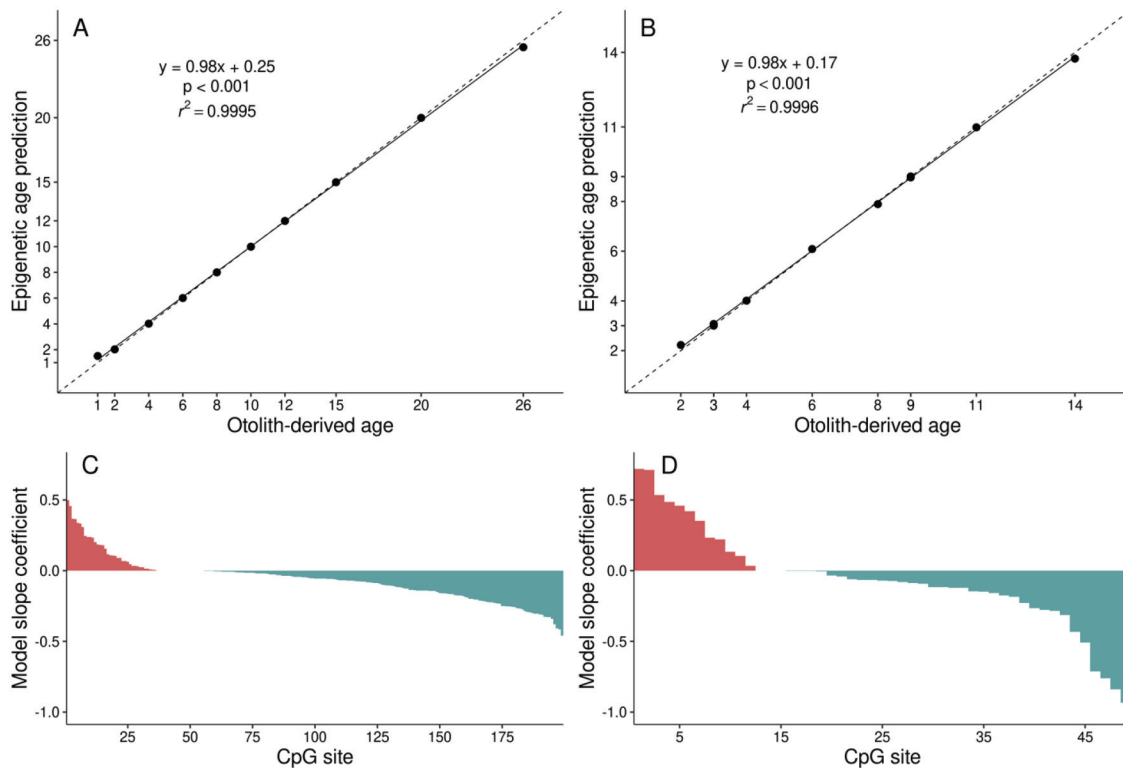 A
y = 0.98x + 0.25
p < 0.001
r² = 0.9995
26
20
15
12
10
8
6
4
2
1
Epigenetic age prediction
1 2 4 6 8 10 12 15 20 26
Otolith-derived age
B
y = 0.98x + 0.17
p < 0.001
r² = 0.9996
14
11
9
8
6
4
3
2
Epigenetic age prediction
2 3 4 6 8 9 11 14
Otolith-derived age
C
0.5
0.0
-0.5
-1.0
Model slope coefficient
25 50 75 100 125 150 175
CpG site
D
0.5
0.0
-0.5
-1.0
Model slope coefficient
5 15 25 35 45
CpG site